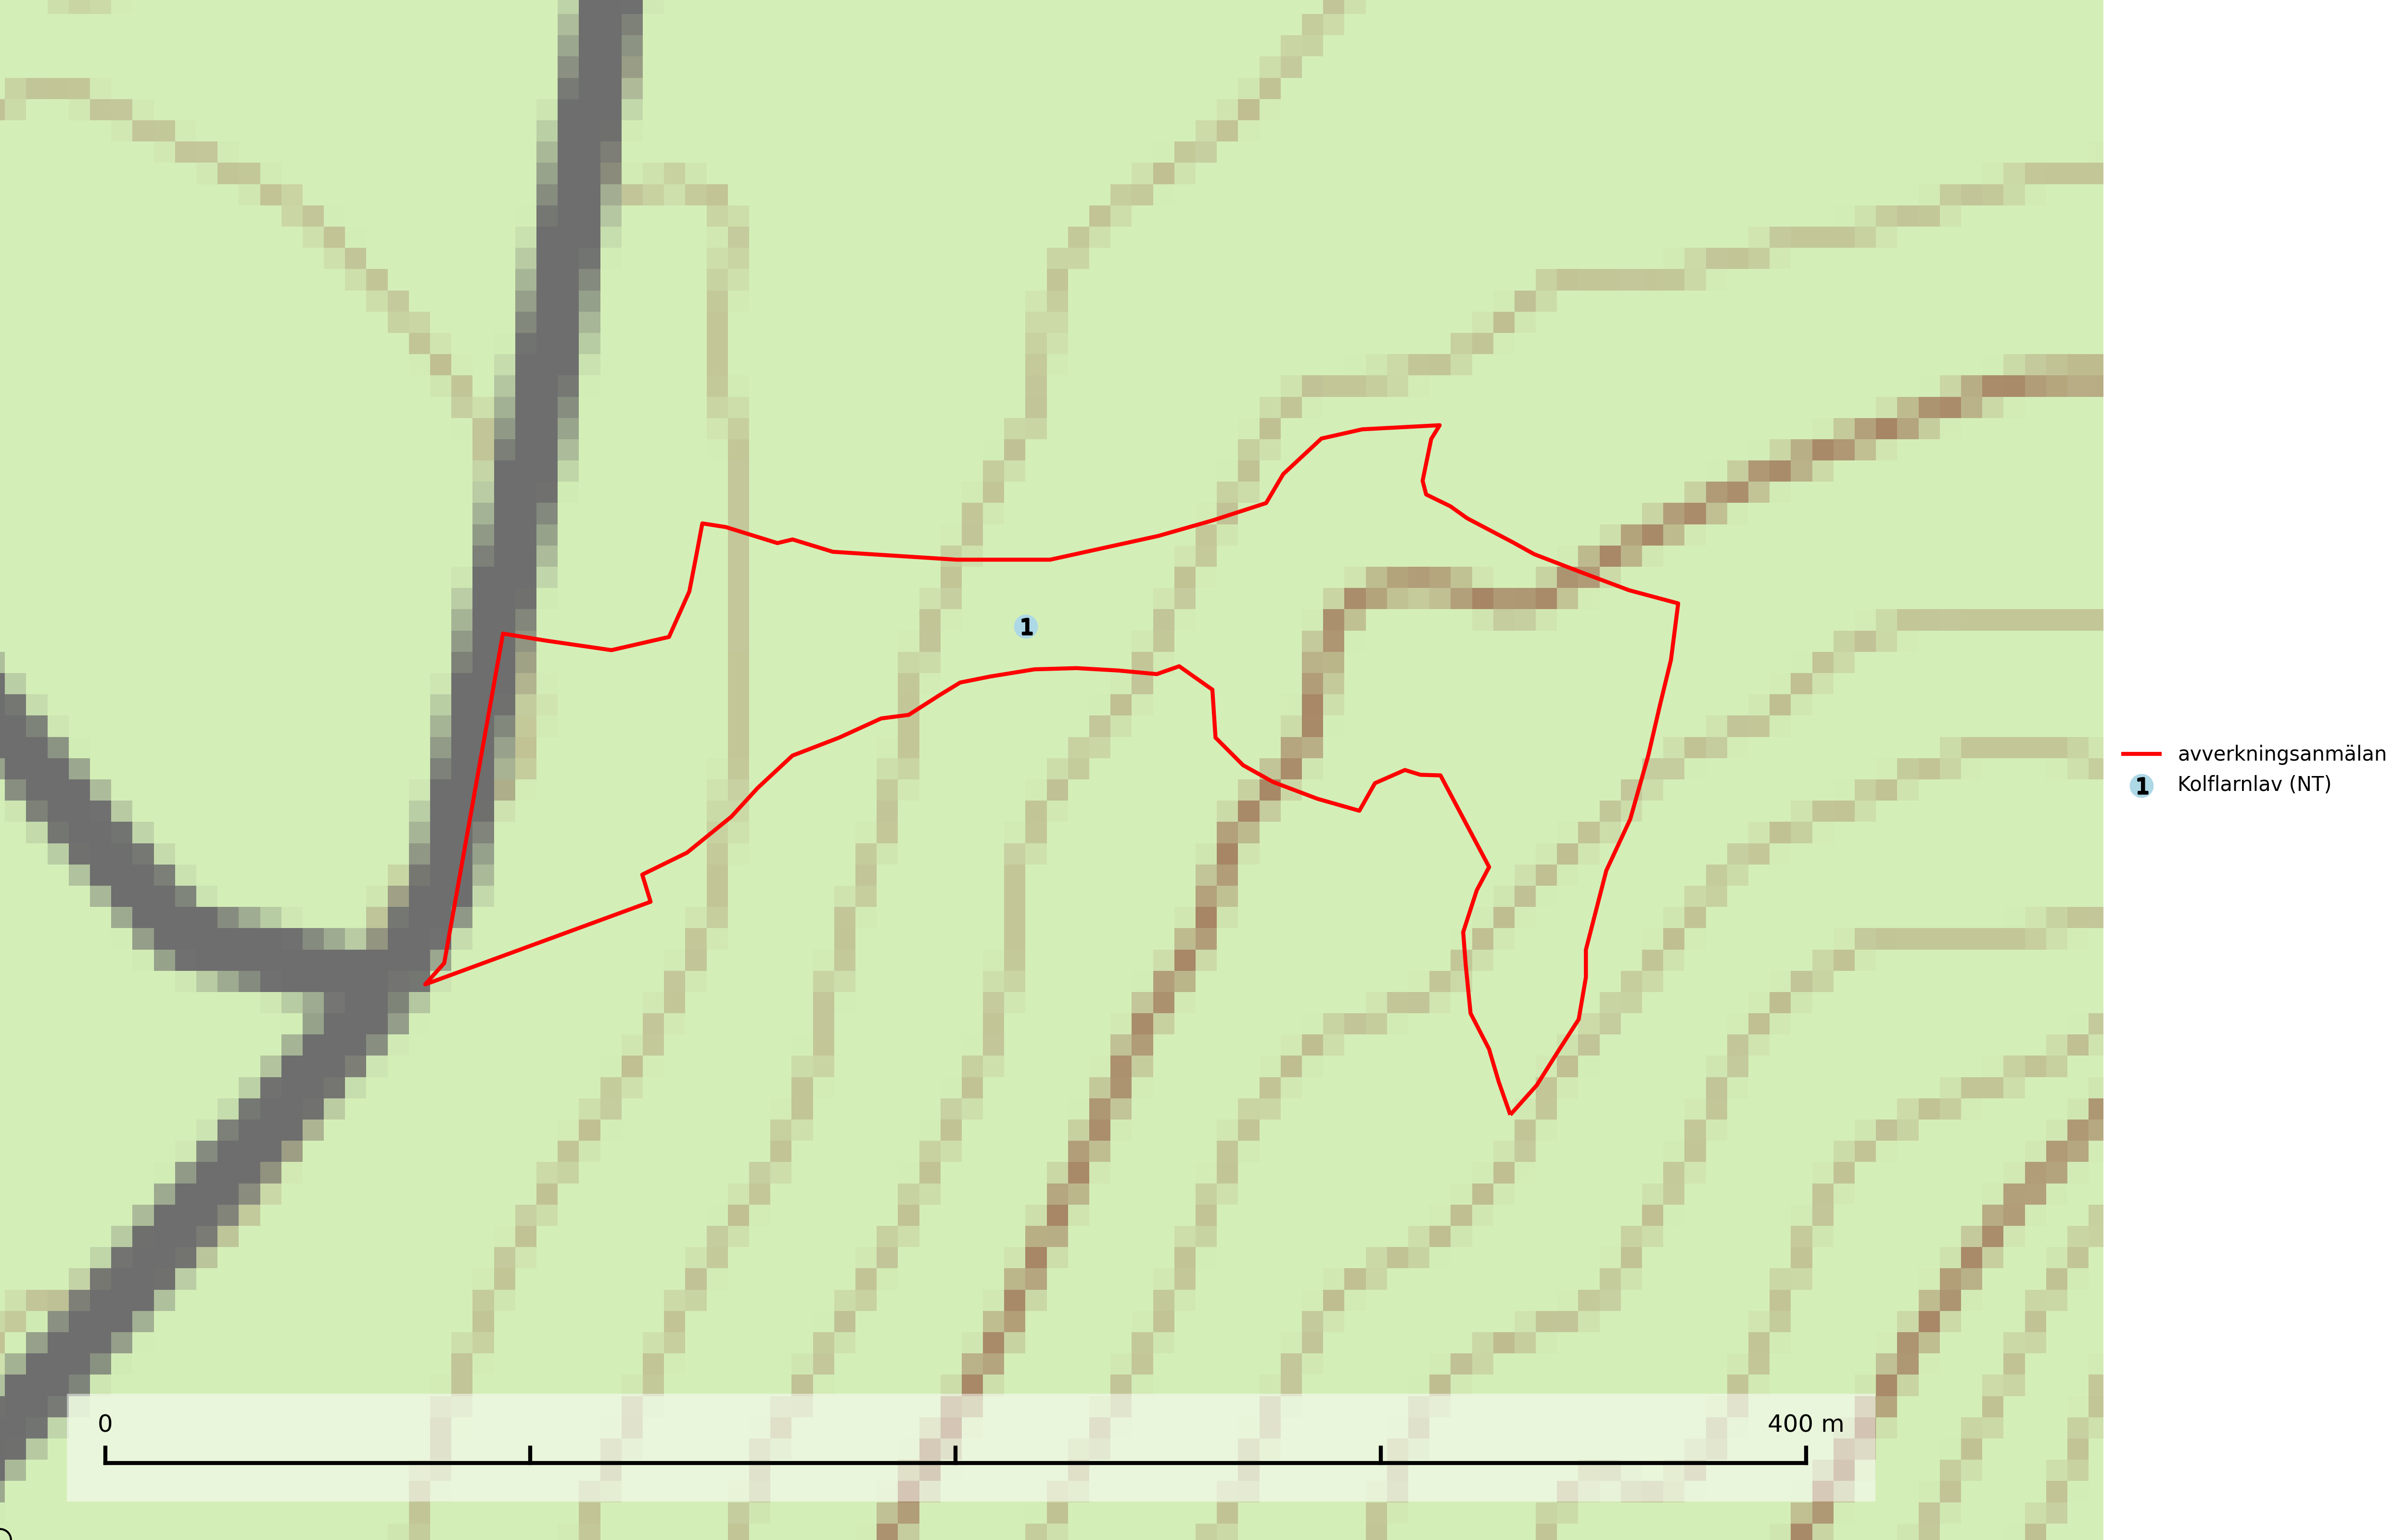 1
avverkningsanmälan
1 Kolflarnlav (NT)
0 400 m